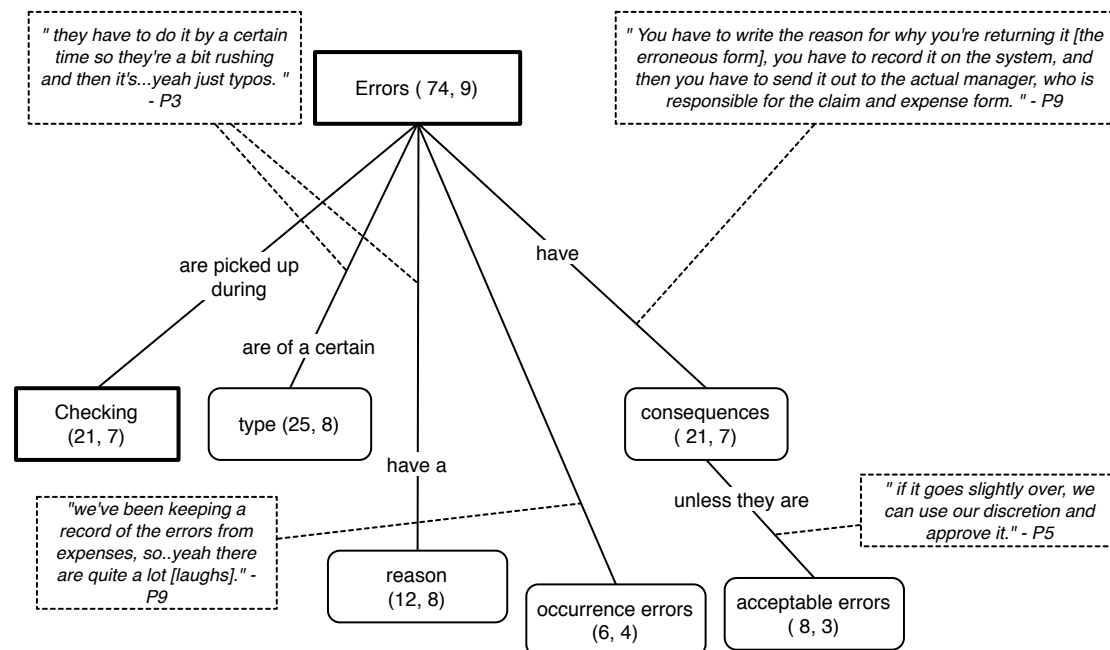 " they have to do it by a certain
time so they're a bit rushing
and then it's...yeah just typos. "
- P3
Errors ( 74, 9)
" You have to write the reason for why you're returning it [the
erroneous form], you have to record it on the system, and
then you have to send it out to the actual manager, who is
responsible for the claim and expense form. " - P9
have
are picked up
during
are of a certain
Checking
(21, 7)
type (25, 8)
consequences
( 21, 7)
have a
unless they are
" if it goes slightly over, we
can use our discretion and
approve it." - P5
"we've been keeping a
record of the errors from
expenses, so..yeah there
are quite a lot [laughs]." -
P9
reason
(12, 8)
occurrence errors
(6, 4)
acceptable errors
( 8, 3)